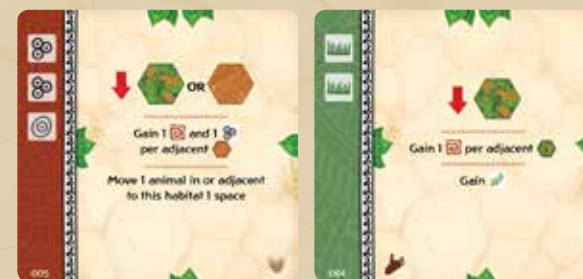 OR
Gain 1 and 1
per adjacent
Move 1 animal in or adjacent
to this habitat 1 space
005
Gain 1 per adjacent
Gain
004